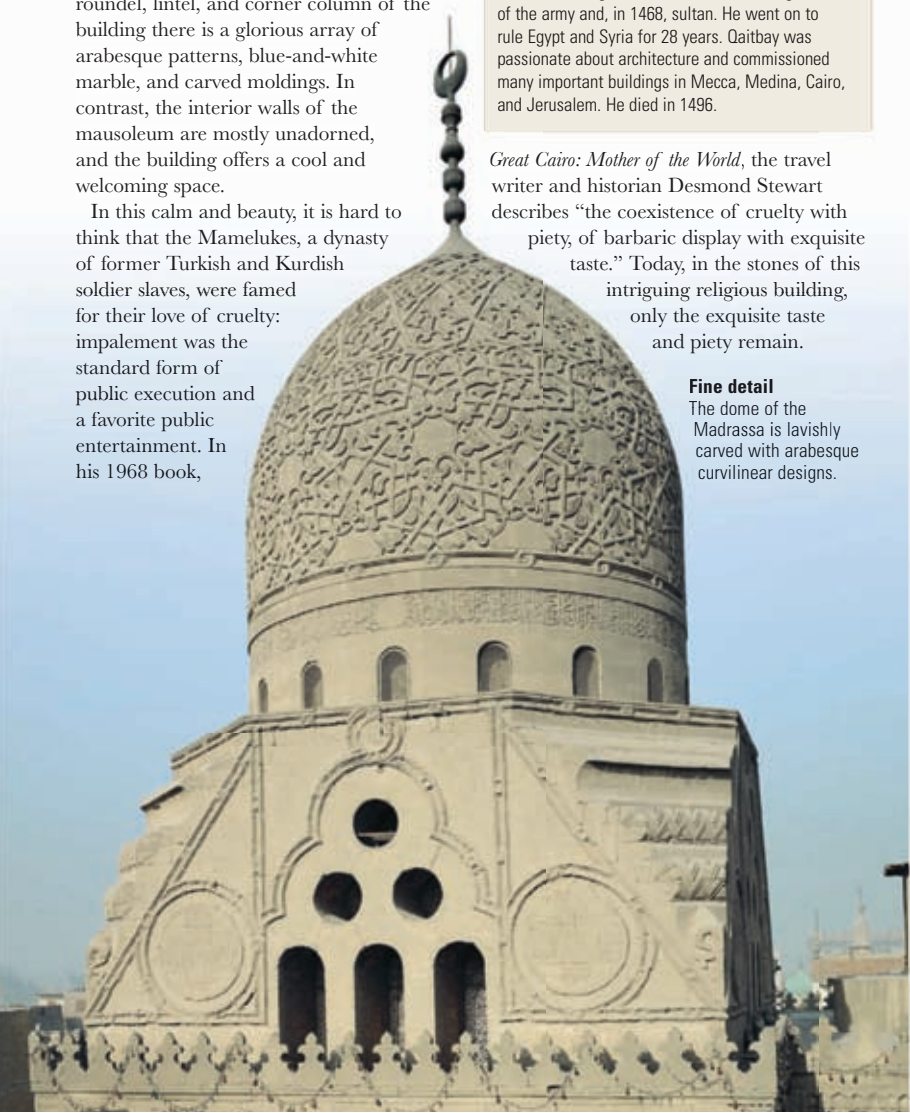 roundel, lintel, and corner column of the
building there is a glorious array of
arabesque patterns, blue-and-white
marble, and carved moldings. In
contrast, the interior walls of the
mausoleum are mostly unadorned,
and the building offers a cool and
welcoming space.
In this calm and beauty, it is hard to
think that the Mamelukes, a dynasty
of former Turkish and Kurdish
soldier slaves, were famed
for their love of cruelty:
impalement was the
standard form of
public execution and
a favorite public
entertainment. In
his 1968 book,
of the army and, in 1468, sultan. He went on to
rule Egypt and Syria for 28 years. Qaitbay was
passionate about architecture and commissioned
many important buildings in Mecca, Medina, Cairo,
and Jerusalem. He died in 1496.
Great Cairo: Mother of the World, the travel
writer and historian Desmond Stewart
describes “the coexistence of cruelty with
piety, of barbaric display with exquisite
taste.” Today, in the stones of this
intriguing religious building,
only the exquisite taste
and piety remain.
Fine detail
The dome of the
Madrassa is lavishly
carved with arabesque
curvilinear designs.